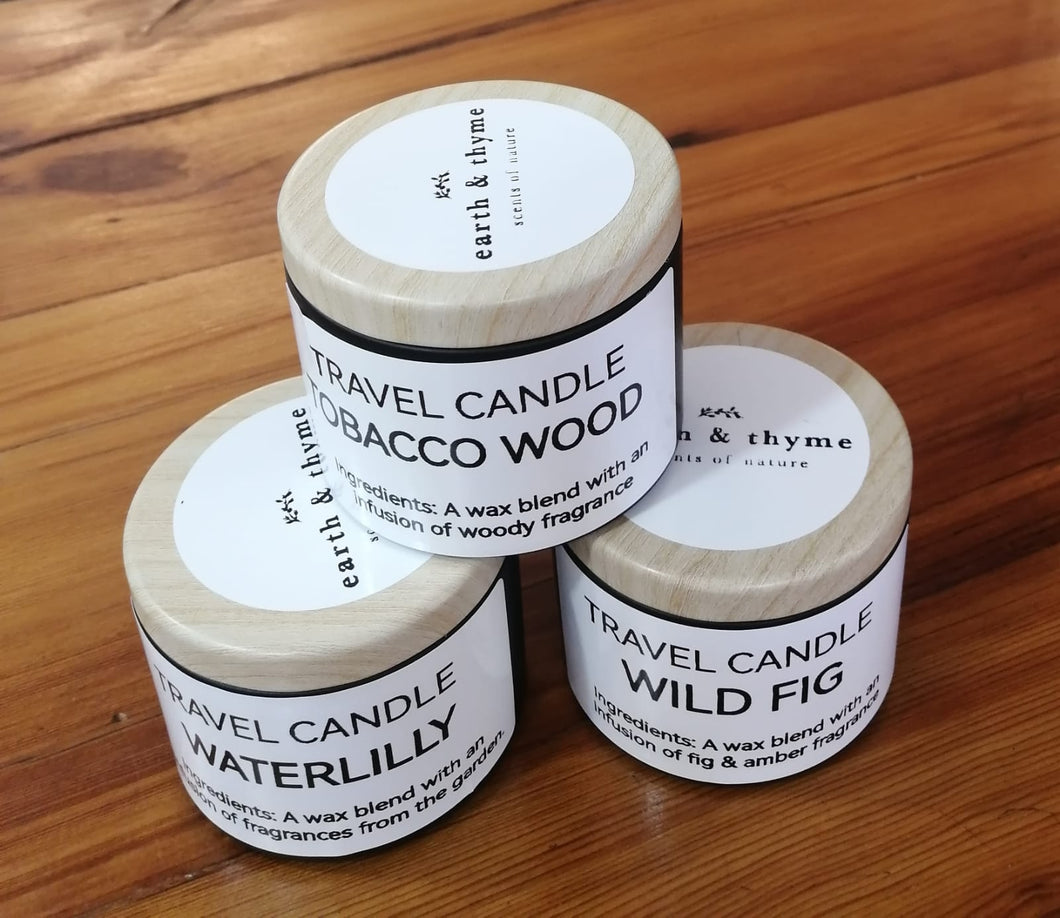 earth & thyme
scents of nature
TRAVEL CANDLE
TOBACCO WOOD
Ingredients: A wax blend with an
infusion of woody fragrance
earth & thyme
TRAVEL CANDLE
WATERLILLY
Ingredients: A wax blend with an
infusion of fragrances from the garden.
& thyme
of nature
TRAVEL CANDLE
WILD FIG
Ingredients: A wax blend with an
infusion of fig & amber fragrance